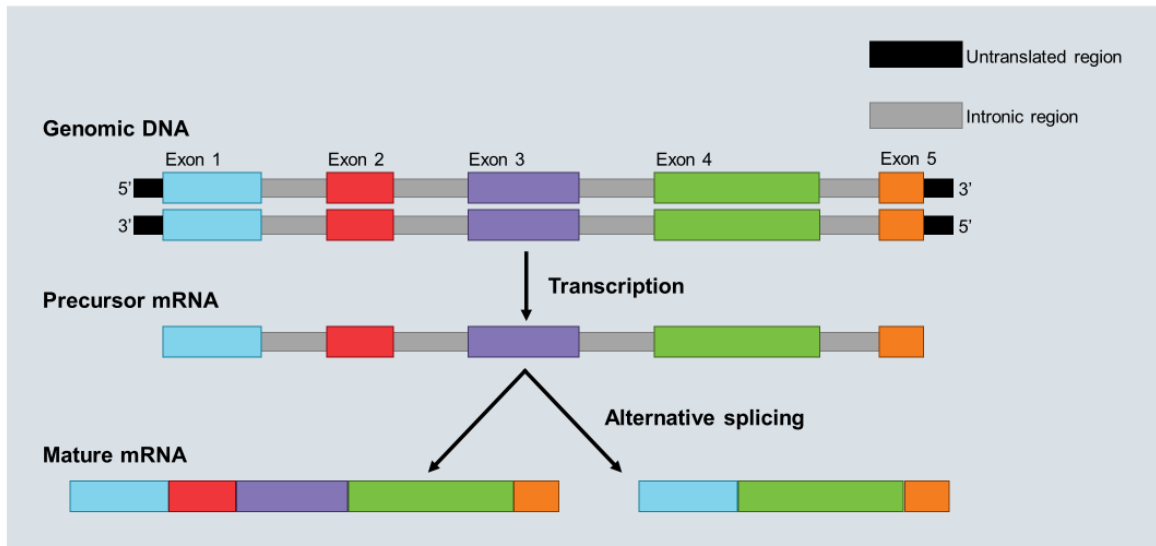 Untranslated region
Intronic region
Genomic DNA
Exon 1 Exon 2 Exon 3 Exon 4 Exon 5
5’ 3’
3’ 5’
Transcription
Precursor mRNA
Alternative splicing
Mature mRNA